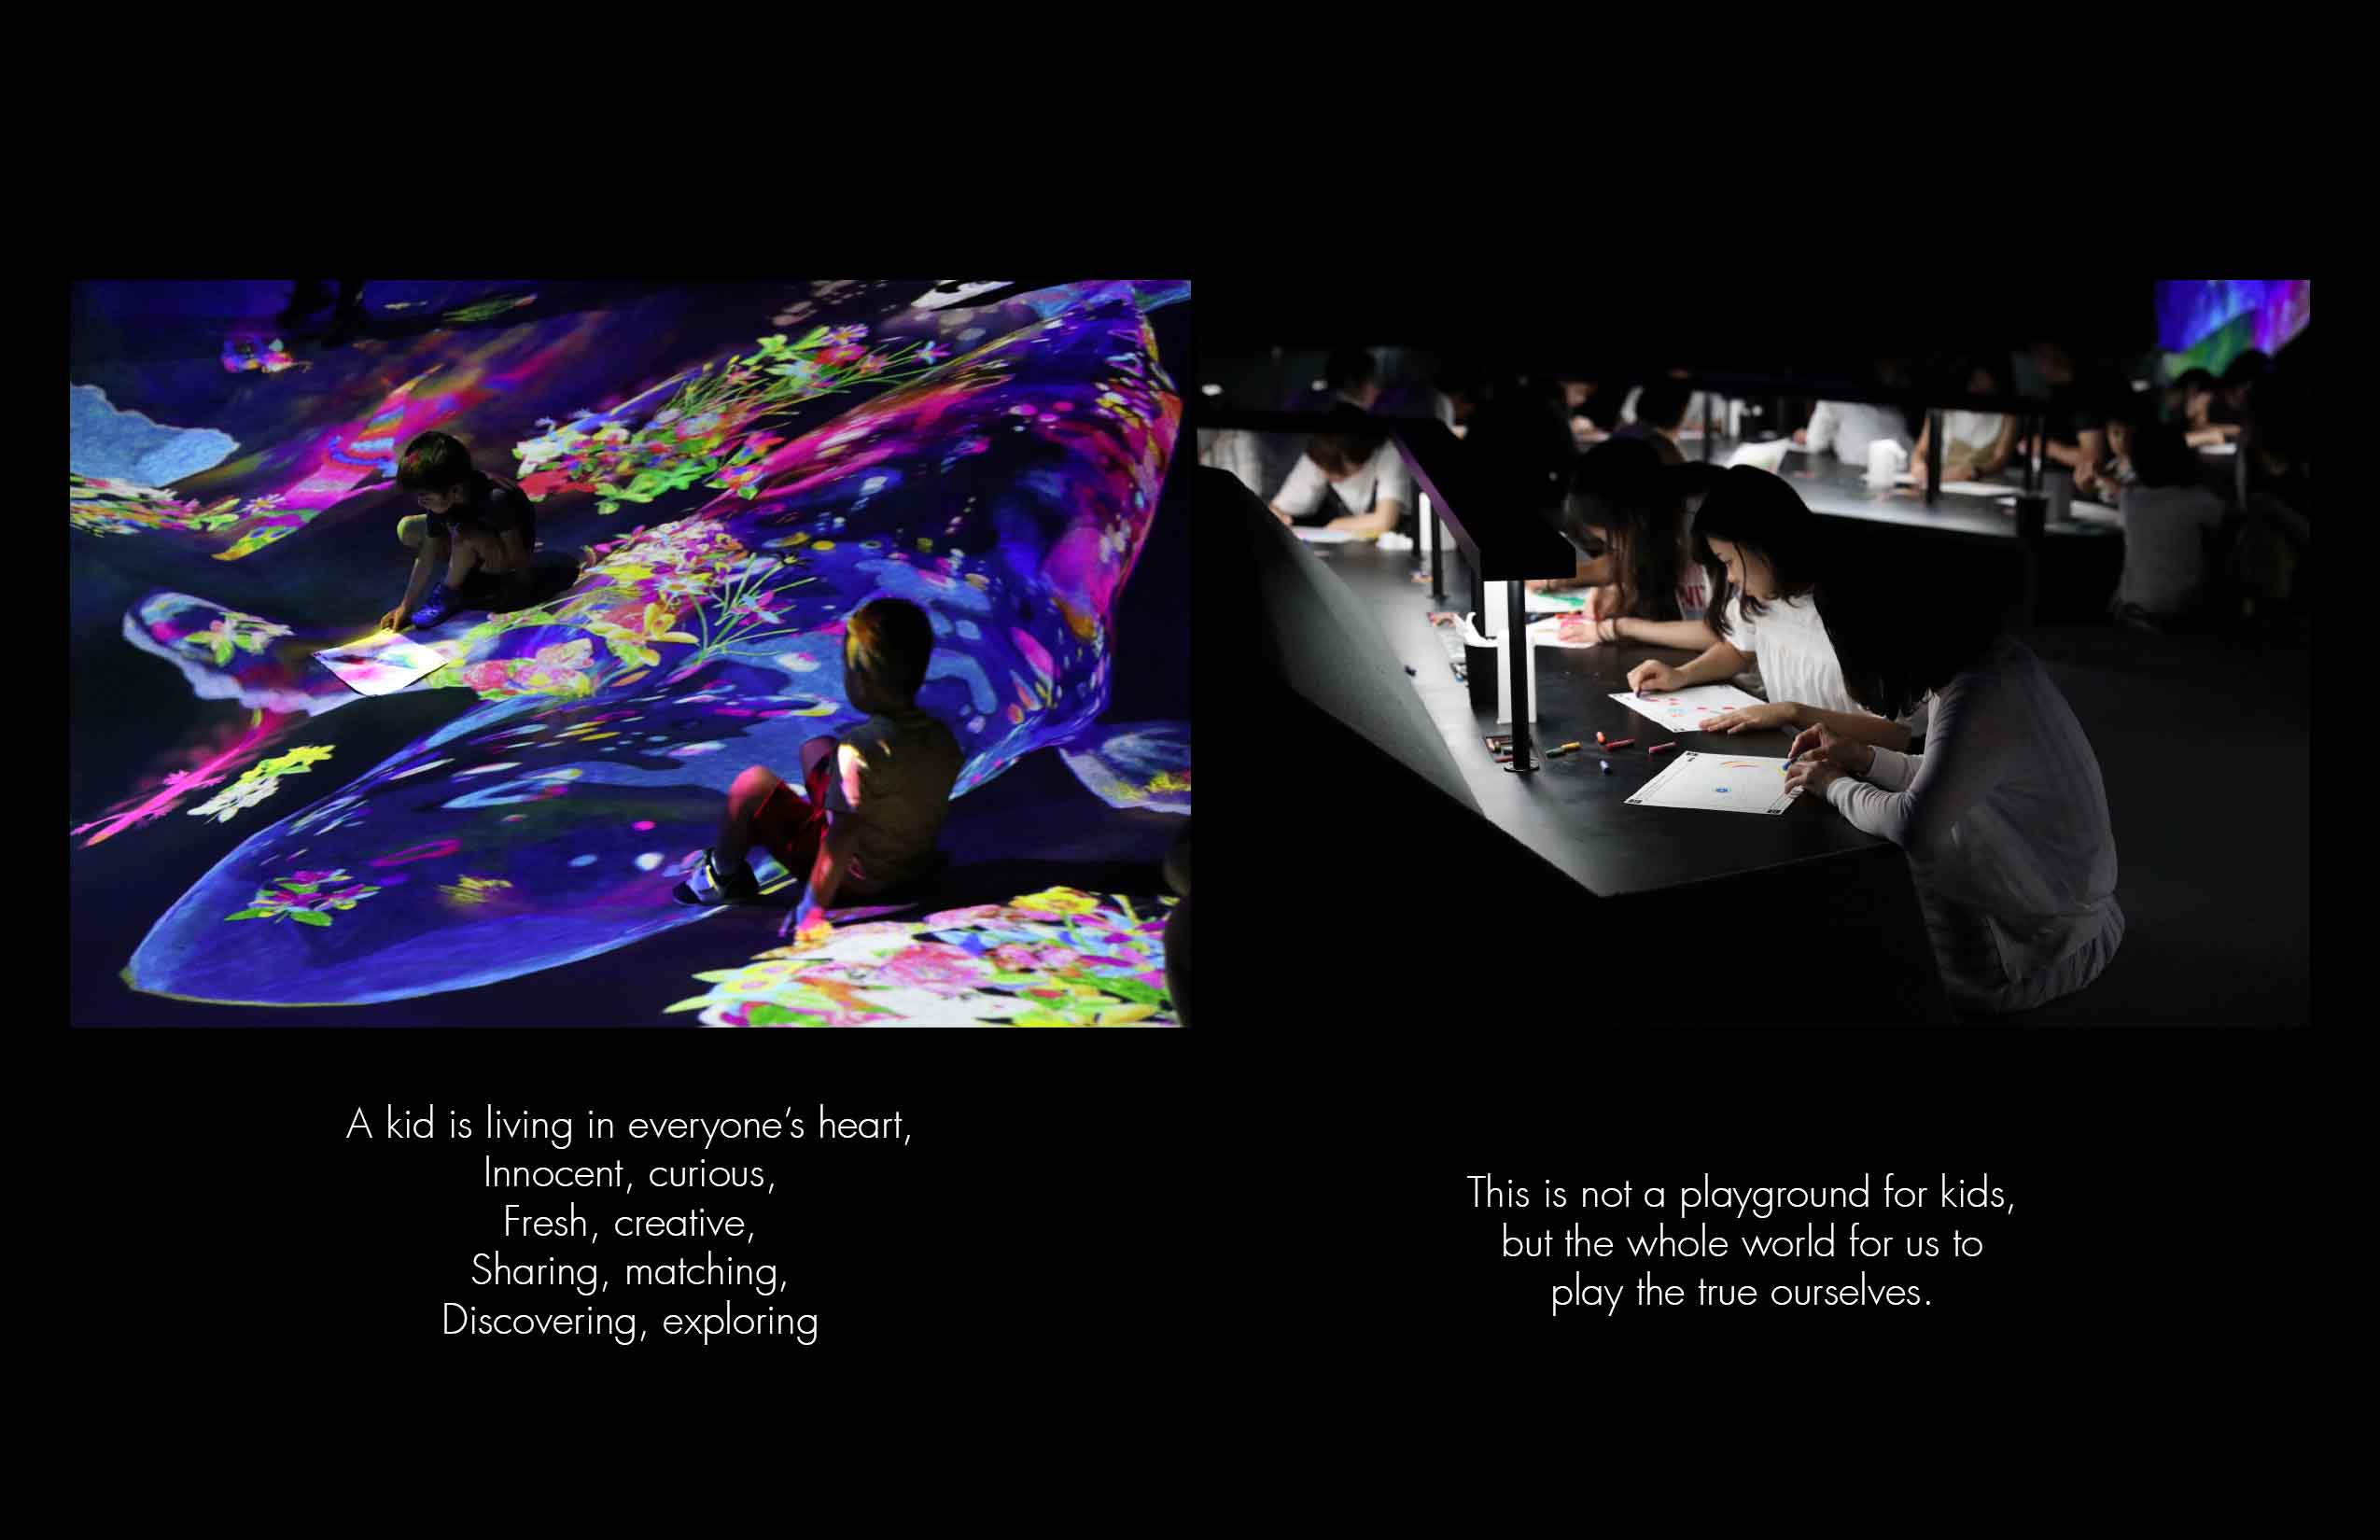 A kid is living in everyone’s heart,
Innocent, curious,
Fresh, creative,
Sharing, matching,
Discovering, exploring
This is not a playground for kids,
but the whole world for us to
play the true ourselves.